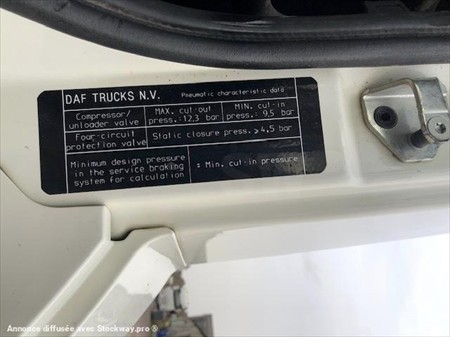 DAF TRUCKS N.V. Pneumatic characteristic data
Compressor/ unloader valve MAX. cut-out press.:12,3 bar MIN. cut-in press.: 9,5 bar
Four-circuit protection valve Static closure press. ≥4,5 bar
Minimum design pressure
in the service braking
system for calculation
= Min. cut-in pressure
Annonce diffusée avec Stockway.pro ®